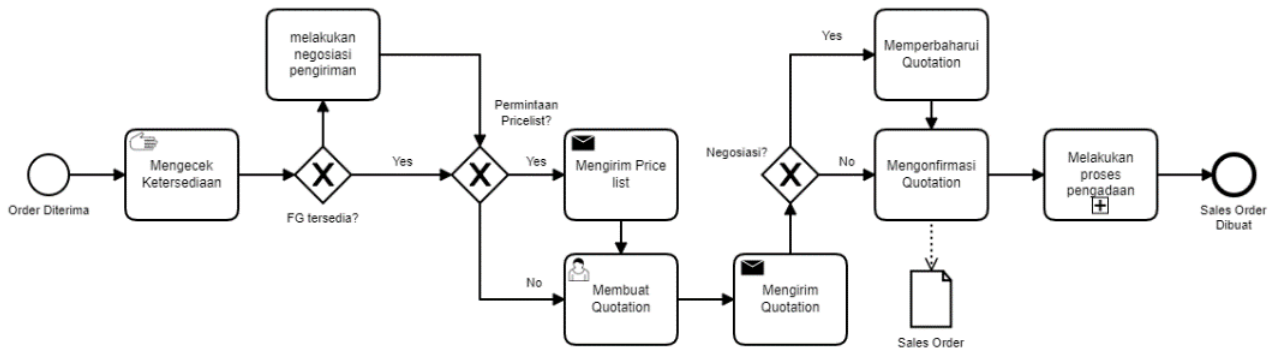 Order Diterima
Mengecek
Ketersediaan
FG tersedia?
melakukan
negosiasi
pengiriman
Yes
Permintaan
Pricelist?
Yes
Mengirim Price
list
No
Membuat
Quotation
Mengirim
Quotation
Negosiasi?
Yes
Memperbaharui
Quotation
No
Mengonfirmasi
Quotation
Sales Order
Melakukan
proses
pengadaan
Sales Order
Dibuat